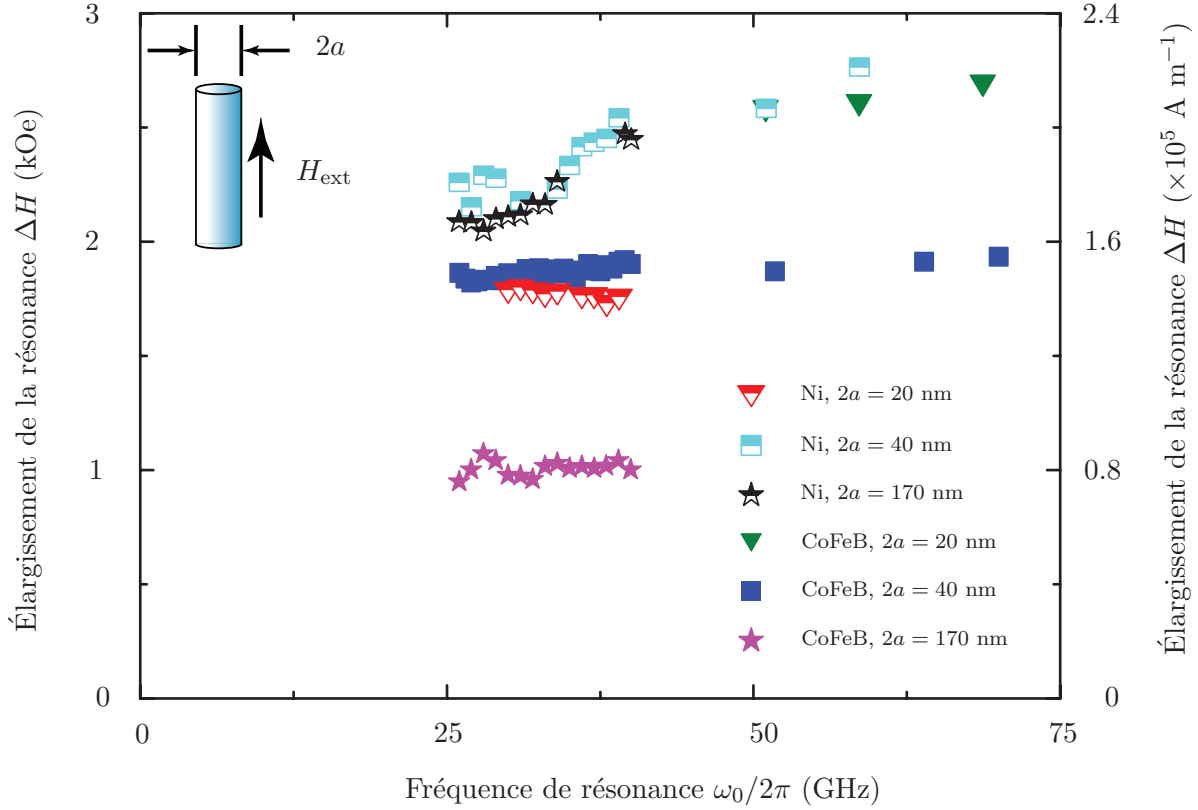 2a
H_ext
Élargissement de la résonance ΔH (kOe)
3
2
1
0
2.4
1.6
0.8
0
Élargissement de la résonance ΔH (×10⁵ A m⁻¹)
Ni, 2a = 20 nm
Ni, 2a = 40 nm
Ni, 2a = 170 nm
CoFeB, 2a = 20 nm
CoFeB, 2a = 40 nm
CoFeB, 2a = 170 nm
0 25 50 75
Fréquence de résonance ω₀/2π (GHz)